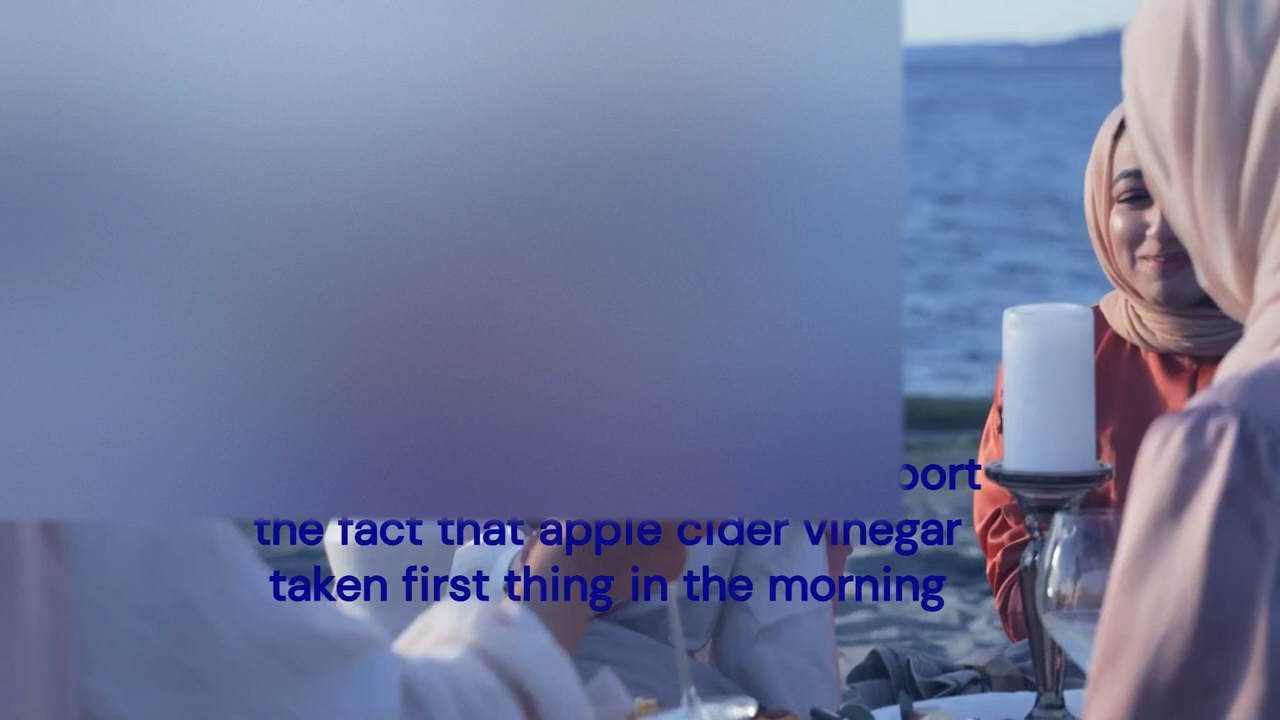 the fact that apple cider vinegar
taken first thing in the morning